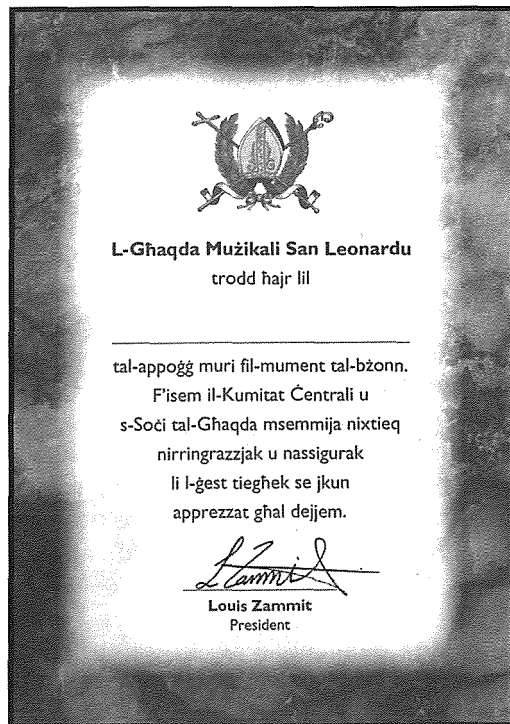 L-Għaqda Mużikali San Leonardu
trodd ħajr lil
tal-appoġġ muri fil-mument tal-bżonn.
F'isem il-Kumitat Ċentrali u
s-Soċi tal-Għaqda msemmija nixtieq
nirringrazzjak u nassigurak
li l-ġest tiegħek se jkun
apprezzat għal dejjem.
L Zammit
Louis Zammit
President